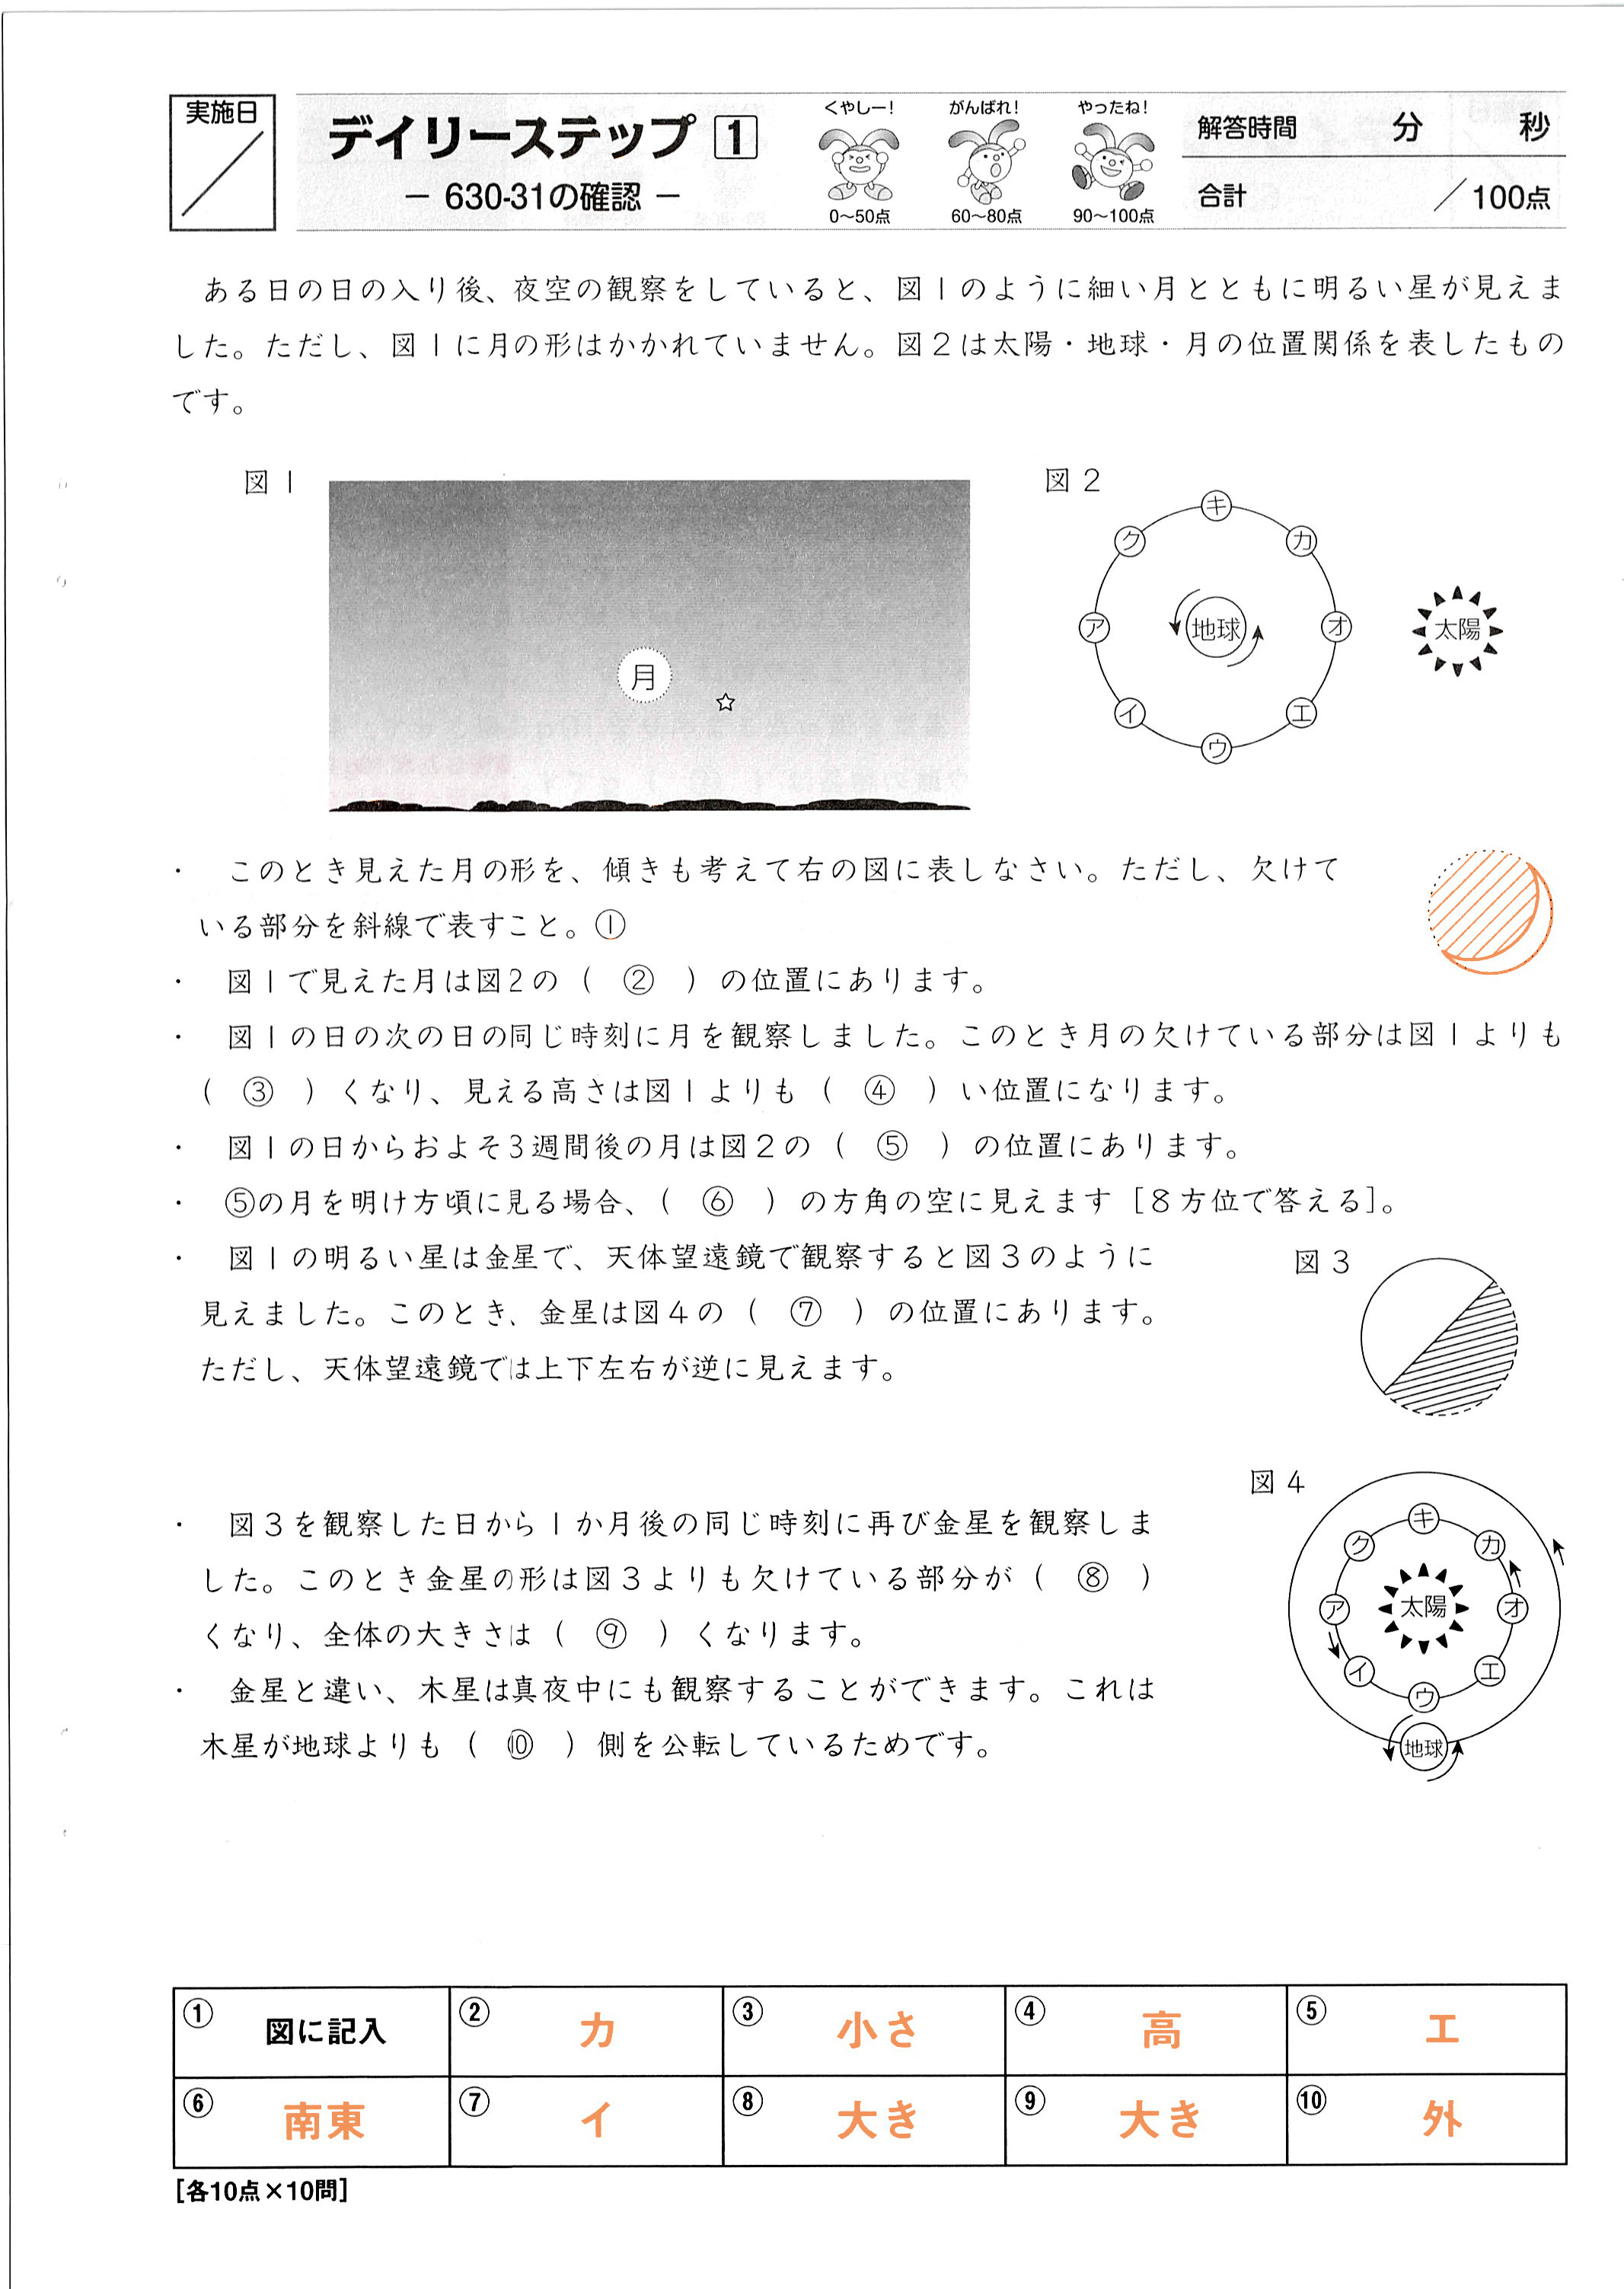 実施日
デイリーステップ 1
― 630-31の確認 ―
くやしー!
がんばれ!
やったね!
0〜50点
60〜80点
90〜100点
解答時間 分 秒
合計 ／100点
ある日の日の入り後、夜空の観察をしていると、図1のように細い月とともに明るい星が見えま
した。ただし、図1に月の形はかかれていません。図2は太陽・地球・月の位置関係を表したもの
です。
図1
月
図2
キ
ク
カ
ア
地球
オ
太陽
イ
エ
ウ
・ このとき見えた月の形を、傾きも考えて右の図に表しなさい。ただし、欠けて
いる部分を斜線で表すこと。①
・ 図1で見えた月は図2の（ ② ）の位置にあります。
・ 図1の日の次の日の同じ時刻に月を観察しました。このとき月の欠けている部分は図1よりも
（ ③ ）くなり、見える高さは図1よりも（ ④ ）い位置になります。
・ 図1の日からおよそ3週間後の月は図2の（ ⑤ ）の位置にあります。
・ ⑤の月を明け方頃に見る場合、（ ⑥ ）の方角の空に見えます［8方位で答える］。
・ 図1の明るい星は金星で、天体望遠鏡で観察すると図3のように
見えました。このとき、金星は図4の（ ⑦ ）の位置にあります。
ただし、天体望遠鏡では上下左右が逆に見えます。
図3
・ 図3を観察した日から1か月後の同じ時刻に再び金星を観察しま
した。このとき金星の形は図3よりも欠けている部分が（ ⑧ ）
くなり、全体の大きさは（ ⑨ ）くなります。
・ 金星と違い、木星は真夜中にも観察することができます。これは
木星が地球よりも（ ⑩ ）側を公転しているためです。
図4
キ
ク
カ
ア
太陽
オ
イ
エ
ウ
地球
① 図に記入
② カ
③ 小さ
④ 高
⑤ エ
⑥ 南東
⑦ イ
⑧ 大き
⑨ 大き
⑩ 外
［各10点×10問］